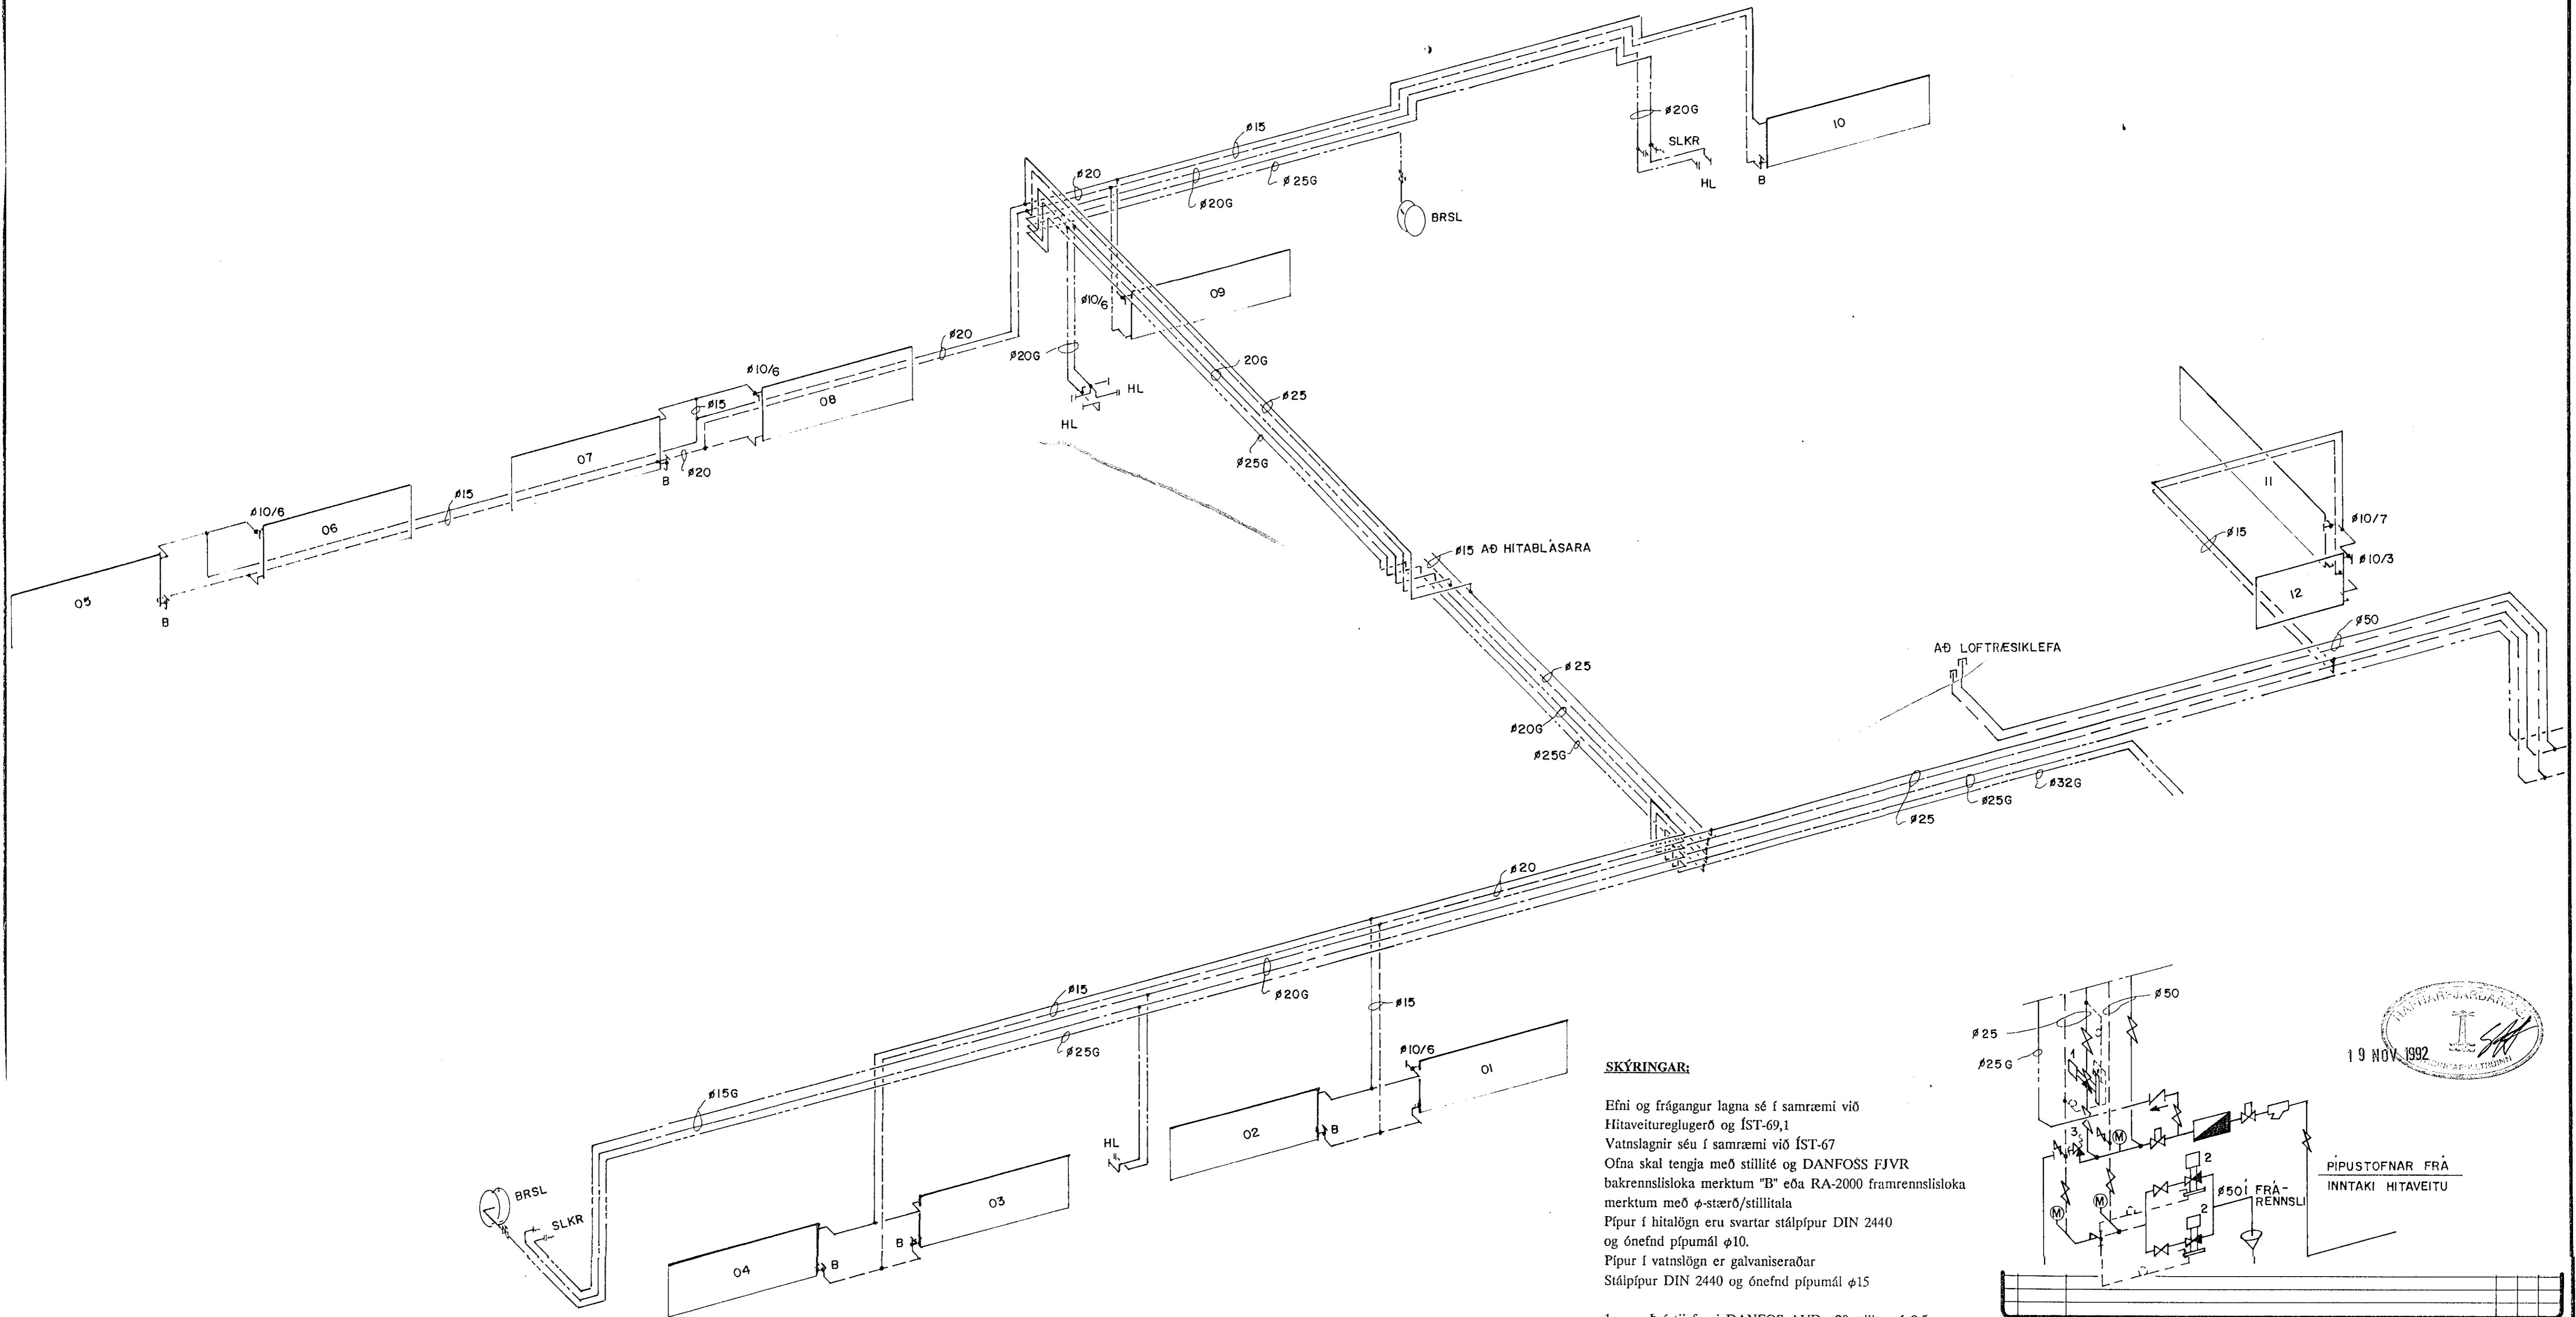 ø20G
SLKR
HL
10
B
ø15
ø20
ø25G
ø20G
BRSL
09
ø10/6
ø20
ø20G
20G
ø25
HL
HL
ø25G
ø10/6
08
ø15
07
B
ø20
ø15
ø10/6
06
05
B
ø15 AÐ HITABLÁSARA
11
ø10/7
ø15
ø10/3
12
ø50
AÐ LOFTRÆSIKLEFA
ø25
ø20G
ø25G
ø32G
ø25G
ø25
ø20
ø15
ø20G
ø15
ø25G
ø10/6
01
02
B
ø15G
HL
BRSL
SLKR
03
B
04
B
SKÝRINGAR:
Efni og frágangur lagna sé í samræmi við
Hitaveitureglugerð og ÍST-69,1
Vatnslagnir séu í samræmi við ÍST-67
Ofna skal tengja með stillité og DANFOSS FJVR
bakrennslisloka merktum "B" eða RA-2000 framrennslisloka
merktum með φ-stærð/stillitala
Pípur í hitalögn eru svartar stálpípur DIN 2440
og ónefnd pípumál φ10.
Pípur í vatnslögn er galvaniseraðar
Stálpípur DIN 2440 og ónefnd pípumál φ15
ø50
ø25
ø25G
1
3
M
M
M
2
2
ø50 Í FRÁ-
RENNSLI
PÍPUSTOFNAR FRÁ
INNTAKI HITAVEITU
19 NÓV. 1992